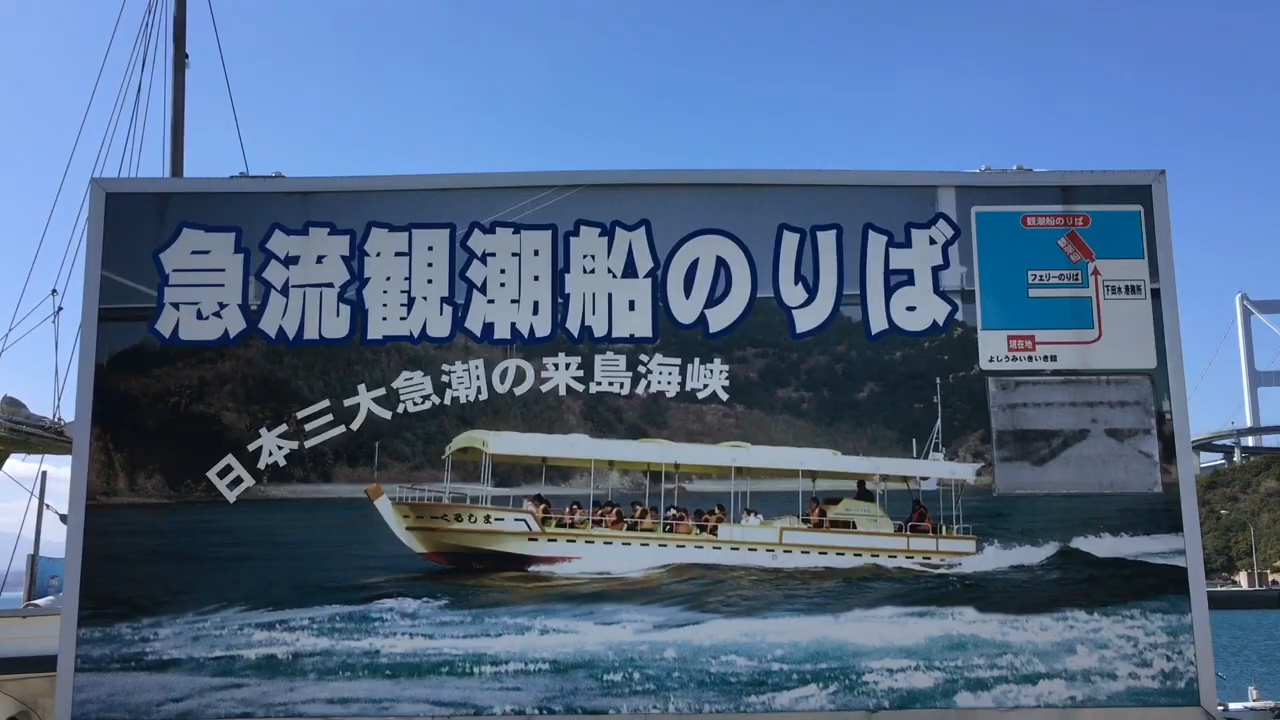 急流観潮船のりば
日本三大急潮の来島海峡
くるしま
観潮船のりば
フェリーのりば
下田水港務所
現在地
よしうみいきいき館